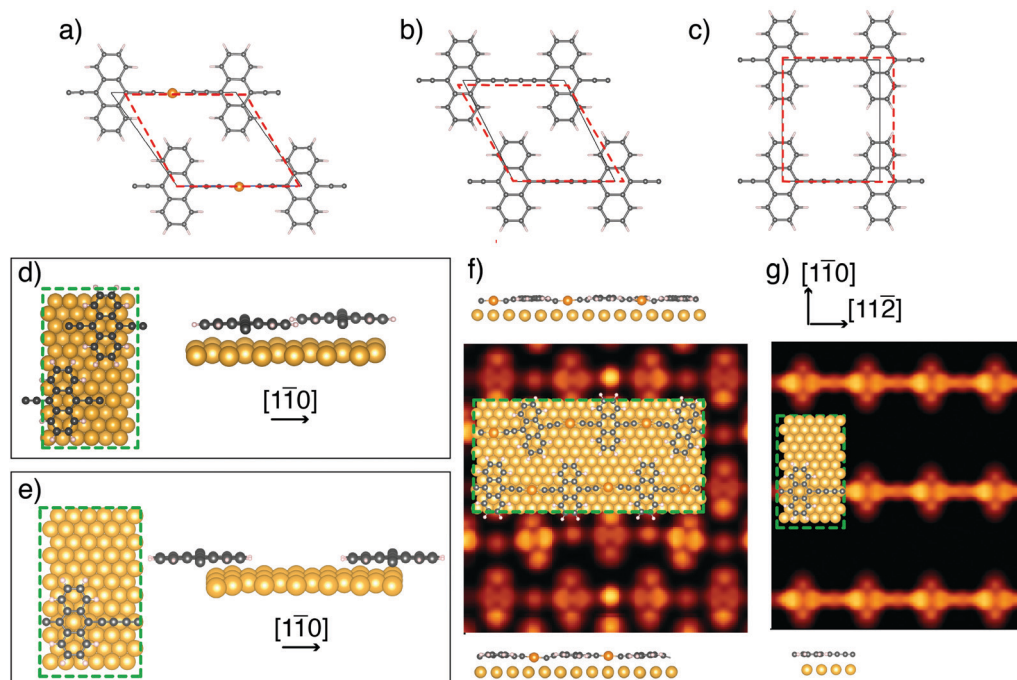 a)
b)
c)
d)
[11̅0]
e)
[11̅0]
f)
g)
[11̅0]
[112̅]